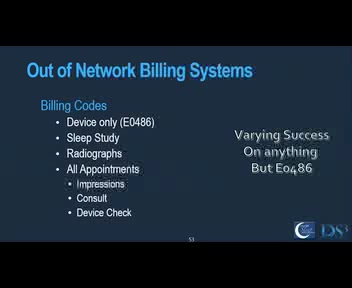 Out of Network Billing Systems
Billing Codes
• Device only (E0486)
• Sleep Study
• Radiographs
• All Appointments
• Impressions
• Consult
• Device Check
Varying Success
On anything
But E0486
53
DS3